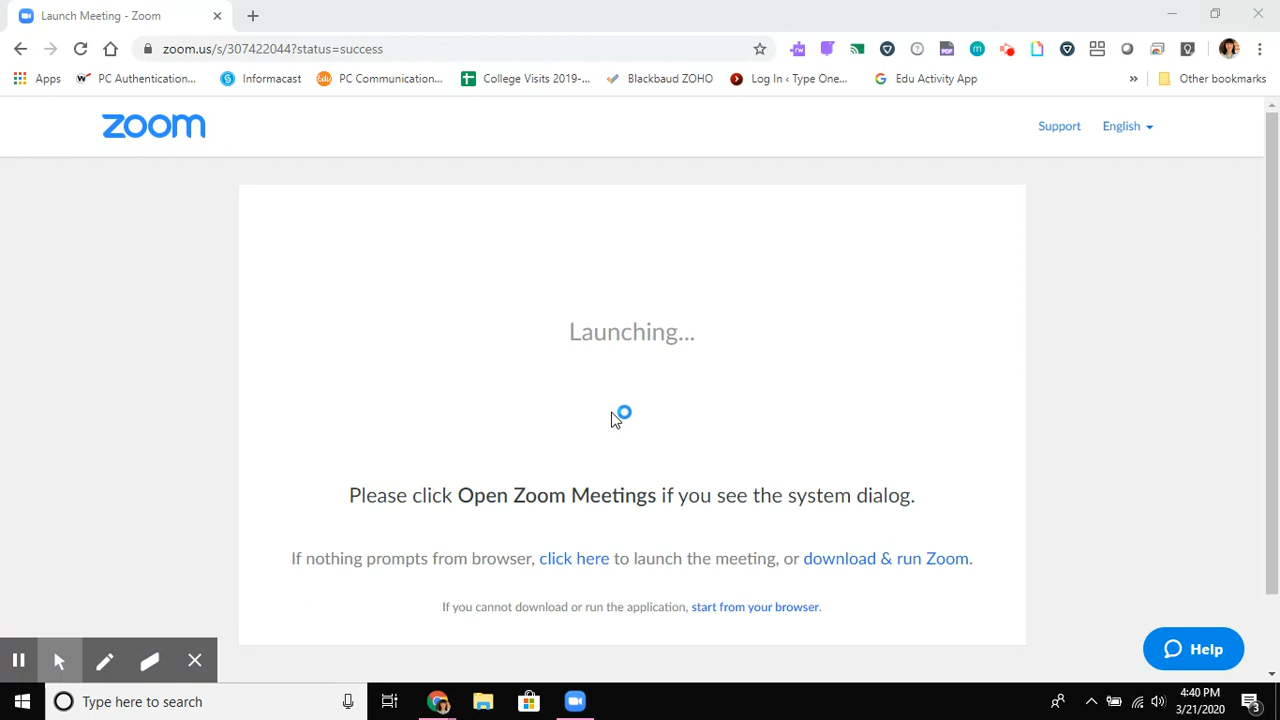 Launch Meeting - Zoom
zoom.us/s/307422044?status=success
Apps PC Authentication... Informacast Edu PC Communication... College Visits 2019-... Blackbaud ZOHO Log In ‹ Type One... Edu Activity App » Other bookmarks
zoom
Support English
Launching...
Please click Open Zoom Meetings if you see the system dialog.
If nothing prompts from browser, click here to launch the meeting, or download & run Zoom.
If you cannot download or run the application, start from your browser.
Help
Type here to search
4:40 PM
3/21/2020
3